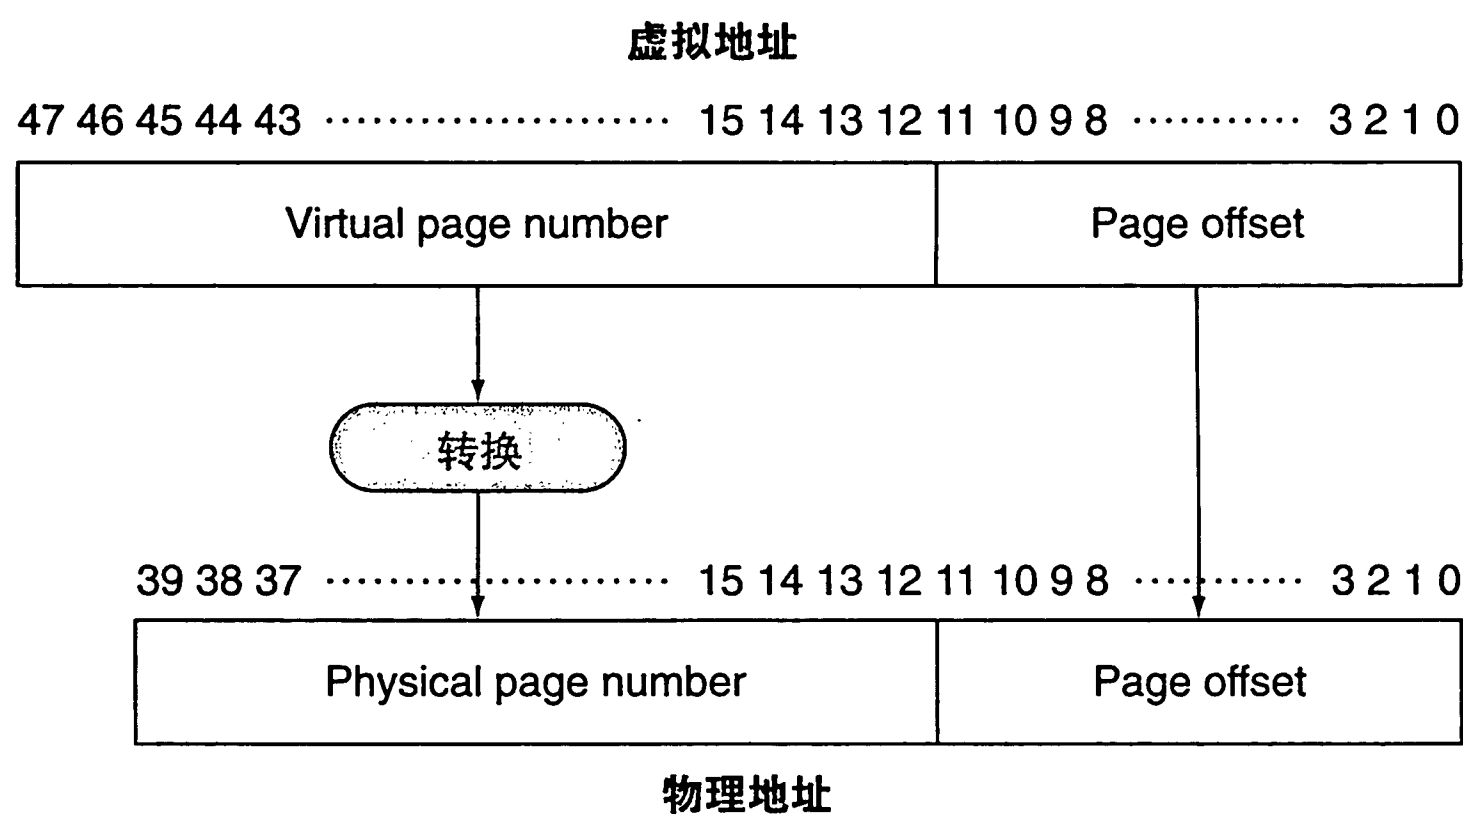 虚拟地址
47 46 45 44 43 ······················ 15 14 13 12 11 10 9 8 ··········· 3 2 1 0
Virtual page number Page offset
转换
39 38 37 ······················ 15 14 13 12 11 10 9 8 ··········· 3 2 1 0
Physical page number Page offset
物理地址